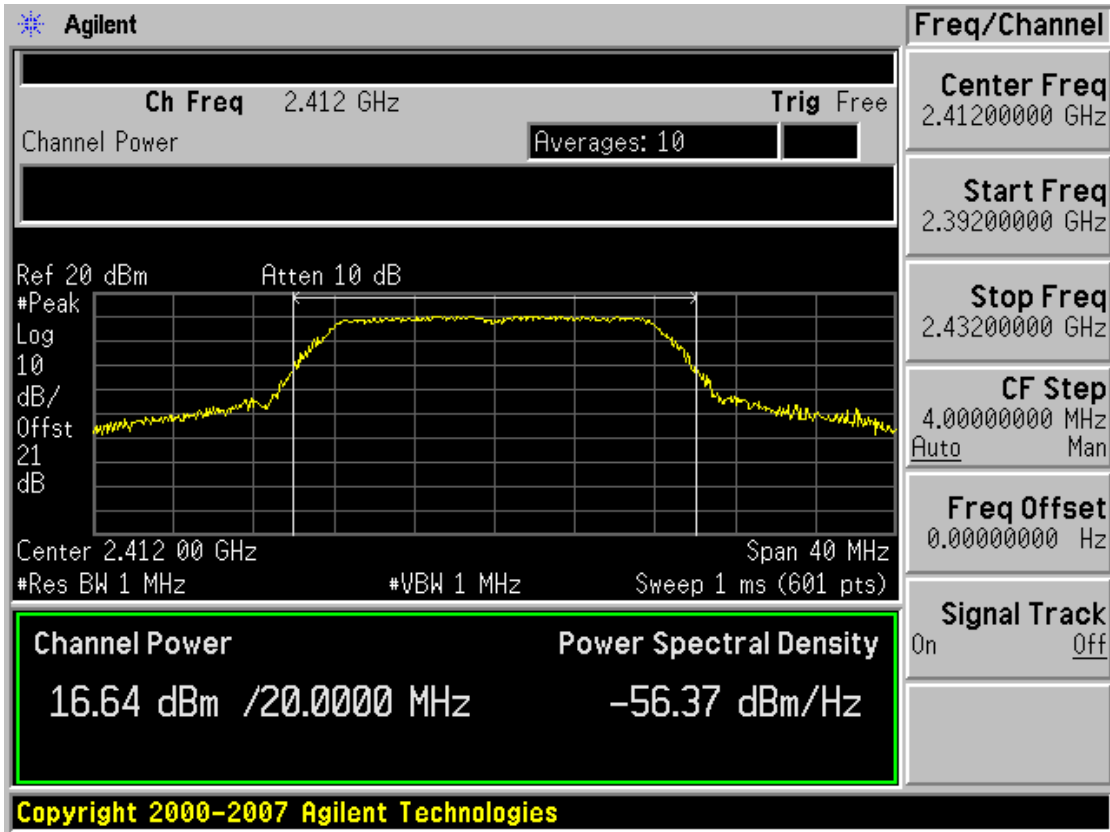 Agilent
Freq/Channel
Ch Freq 2.412 GHz Trig Free
Channel Power Averages: 10
Ref 20 dBm Atten 10 dB
#Peak
Log
10
dB/
Offst
21
dB
Center 2.412 00 GHz Span 40 MHz
#Res BW 1 MHz #VBW 1 MHz Sweep 1 ms (601 pts)
Channel Power Power Spectral Density
16.64 dBm /20.0000 MHz -56.37 dBm/Hz
Center Freq
2.41200000 GHz
Start Freq
2.39200000 GHz
Stop Freq
2.43200000 GHz
CF Step
4.00000000 MHz
Auto Man
Freq Offset
0.00000000 Hz
Signal Track
On Off
Copyright 2000-2007 Agilent Technologies